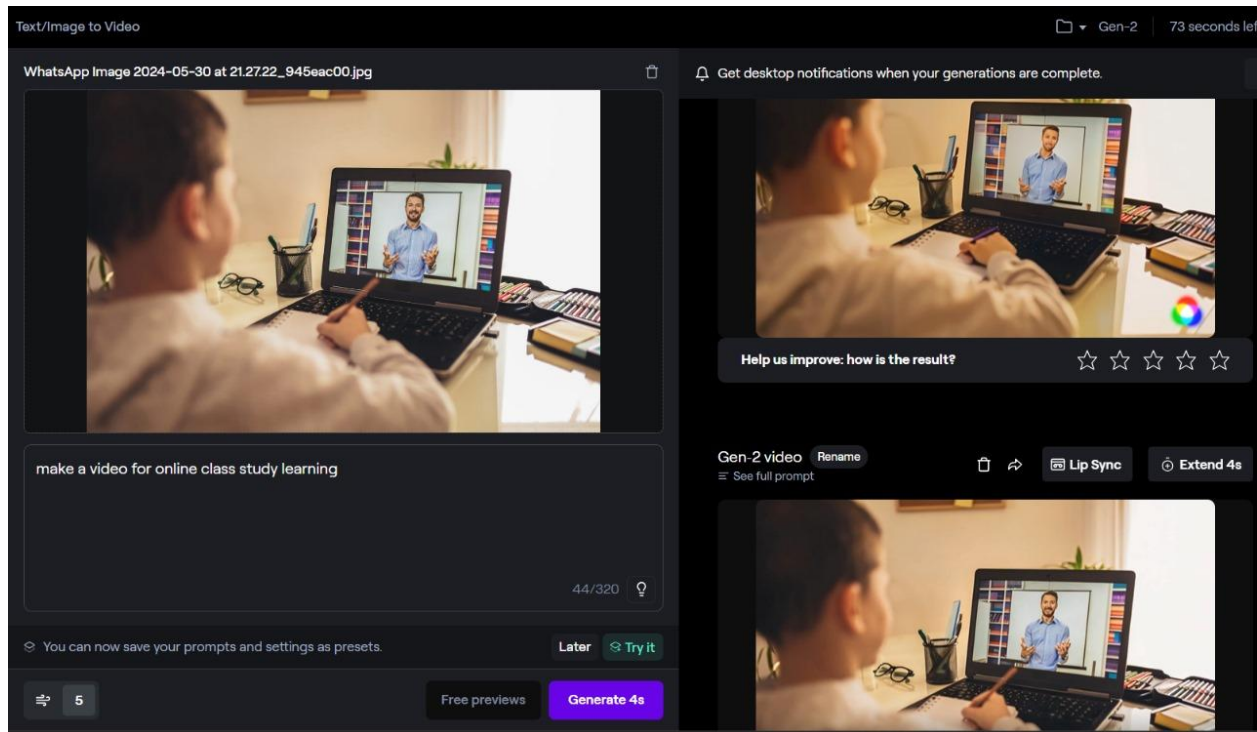 Text/Image to Video
Gen-2
73 seconds left
WhatsApp Image 2024-05-30 at 21.27.22_945eac00.jpg
Get desktop notifications when your generations are complete.
Help us improve: how is the result?
make a video for online class study learning
44/320
Gen-2 video Rename
See full prompt
Lip Sync
Extend 4s
You can now save your prompts and settings as presets.
Later
Try it
5
Free previews
Generate 4s